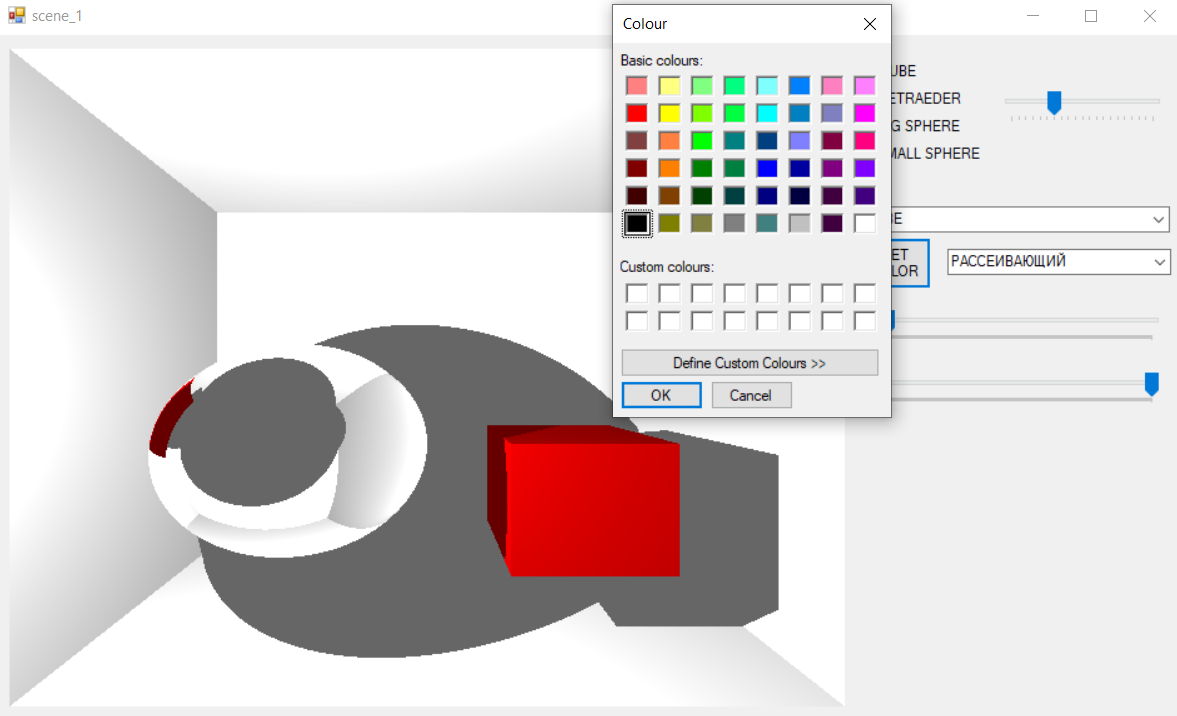 scene_1
Colour
Basic colours:
Custom colours:
Define Custom Colours >>
OK
Cancel
UBE
ETRAEDER
G SPHERE
MALL SPHERE
BE
ET
LOR
РАССЕИВАЮЩИЙ